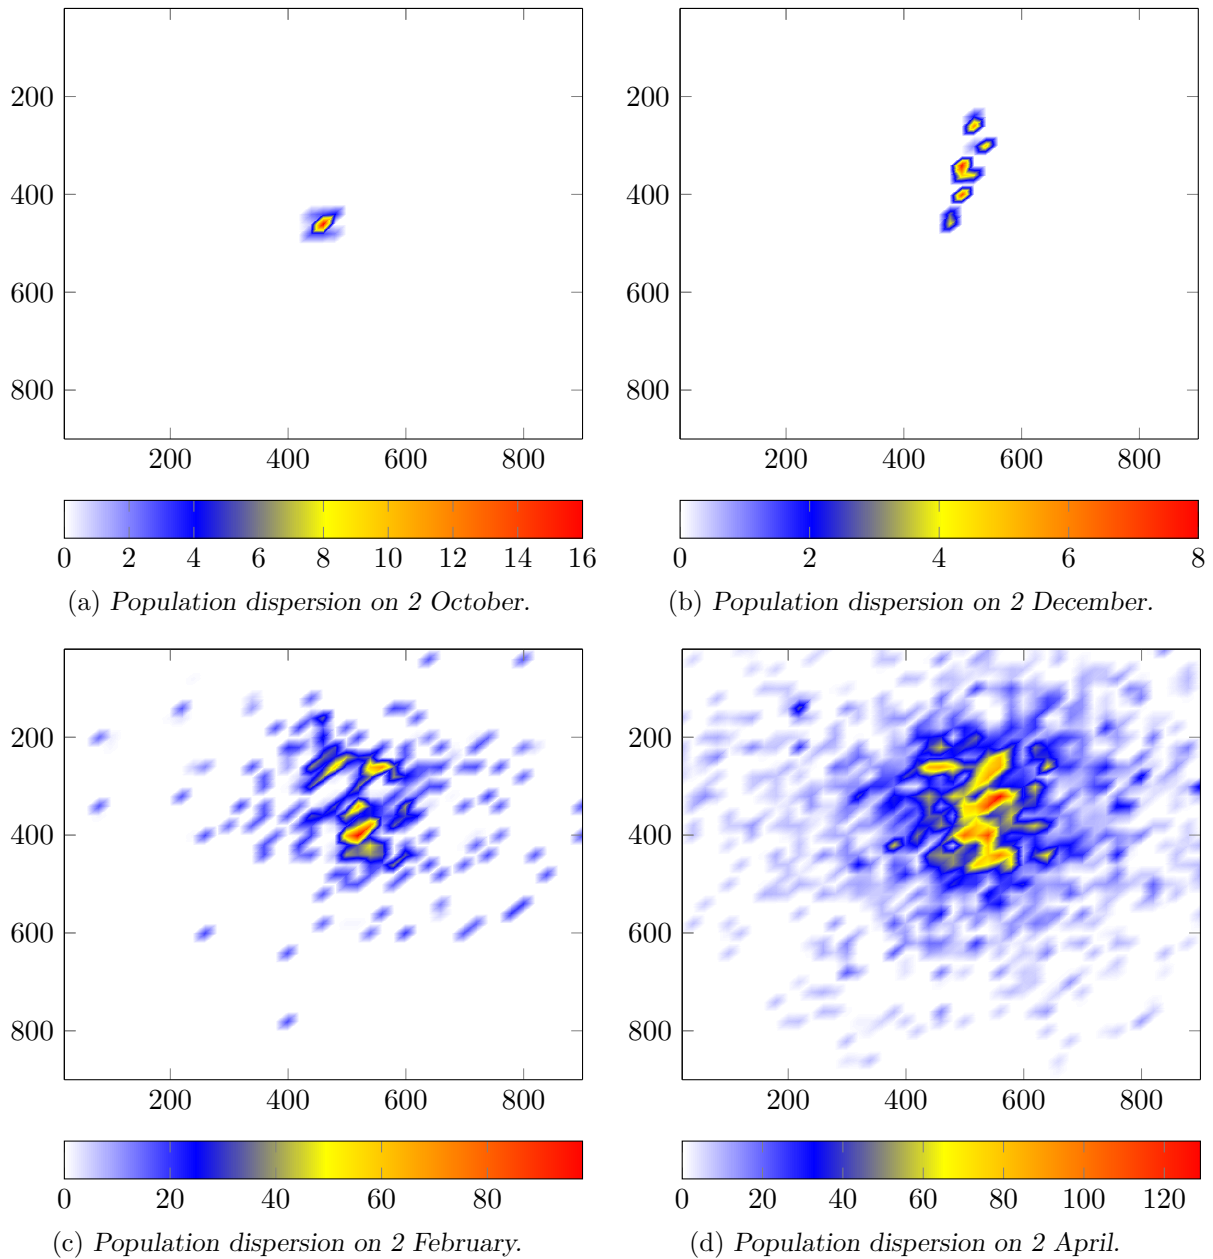 200
400
600
800
200 400 600 800
0 2 4 6 8 10 12 14 16
(a) Population dispersion on 2 October.
200
400
600
800
200 400 600 800
0 2 4 6 8
(b) Population dispersion on 2 December.
200
400
600
800
200 400 600 800
0 20 40 60 80
(c) Population dispersion on 2 February.
200
400
600
800
200 400 600 800
0 20 40 60 80 100 120
(d) Population dispersion on 2 April.